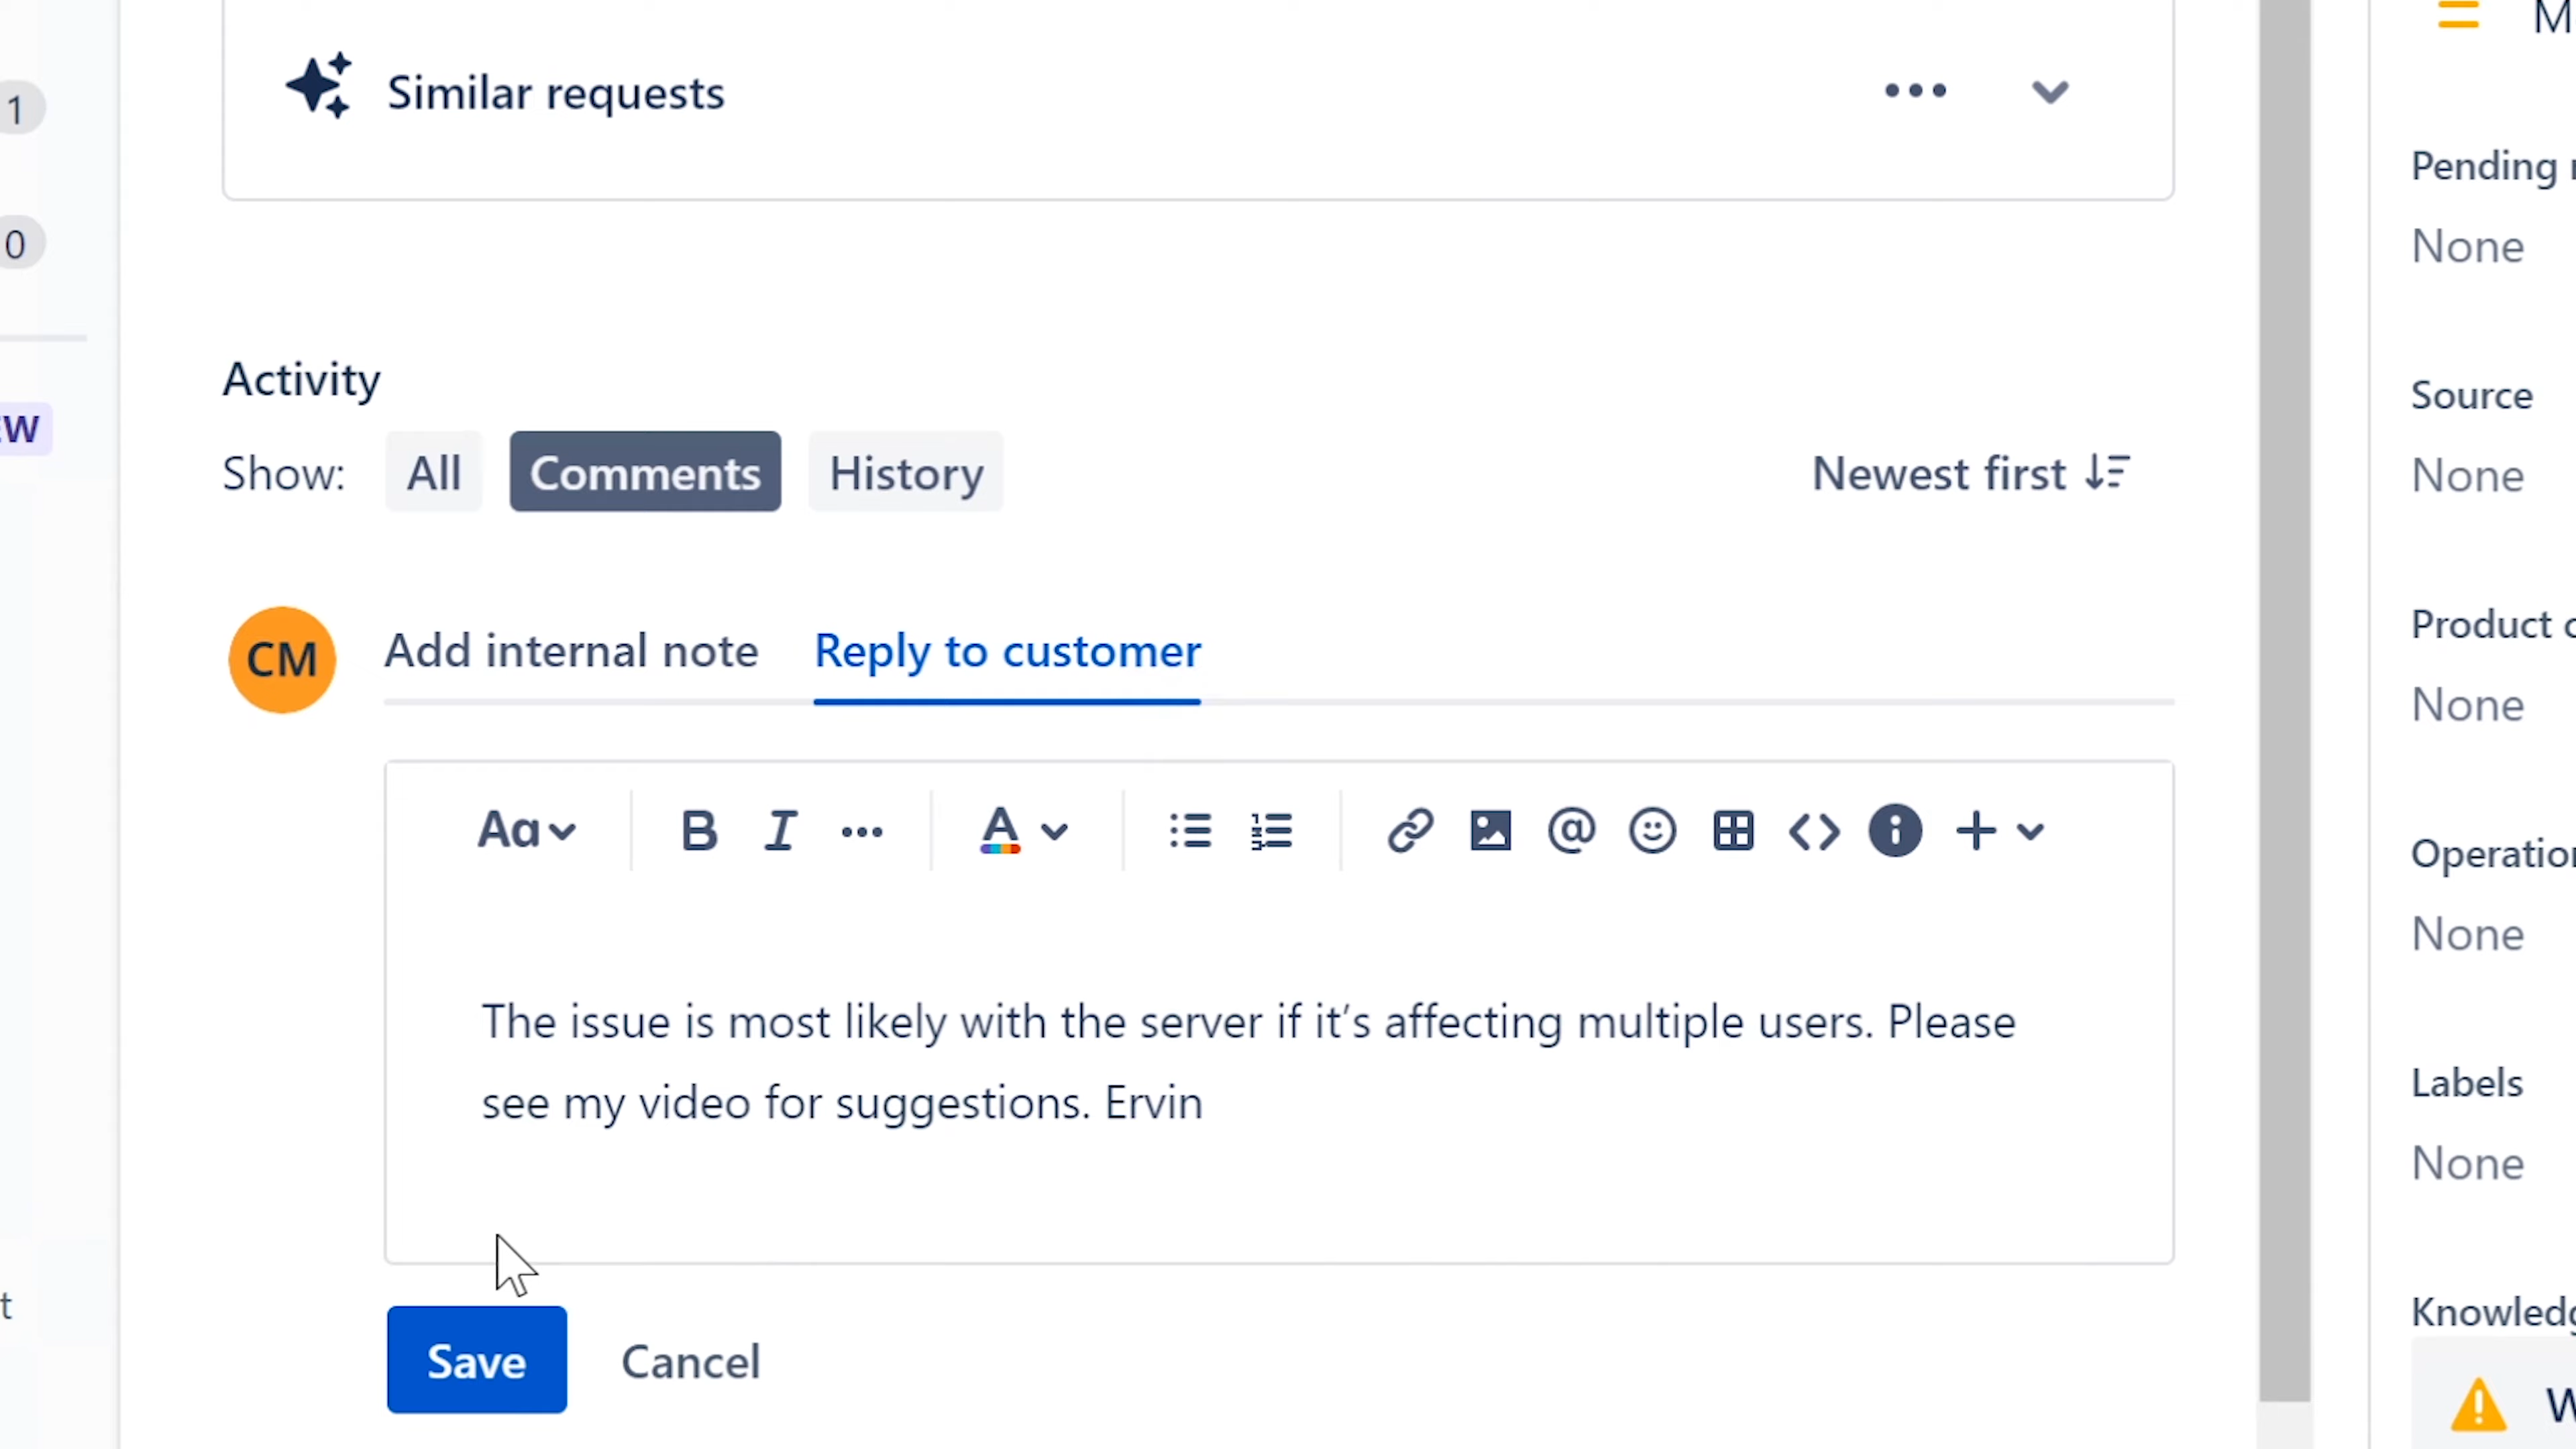 1
0
EW
t
Similar requests
Activity
Show: All Comments History
Newest first
CM
Add internal note Reply to customer
Aa B I A @
The issue is most likely with the server if it’s affecting multiple users. Please
see my video for suggestions. Ervin
Save Cancel
M
Pending
None
Source
None
Product
None
Operation
None
Labels
None
Knowledg
W